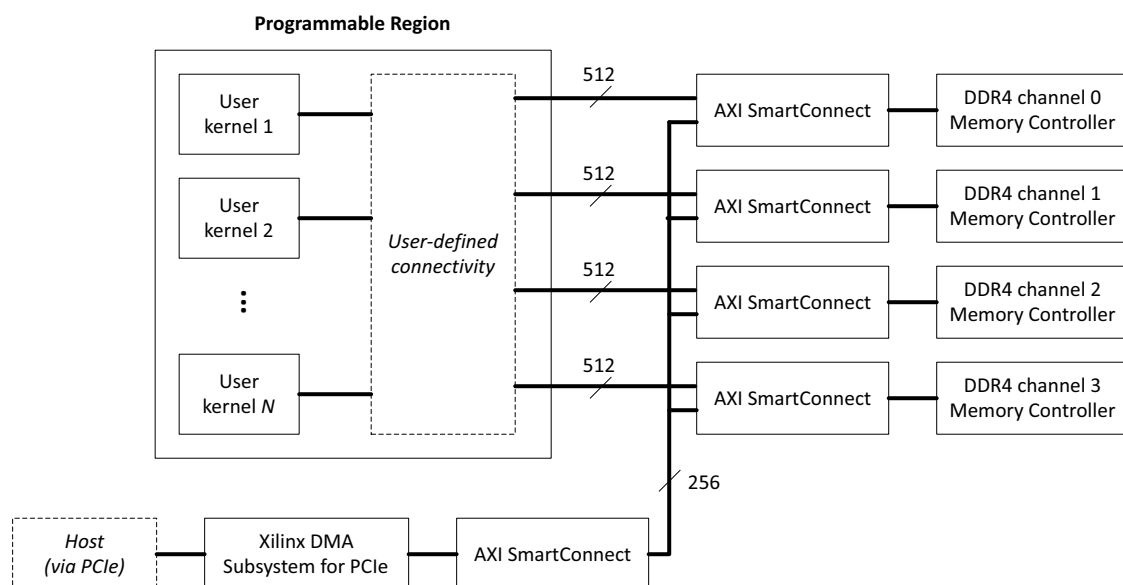 Programmable Region
User
kernel 1
User
kernel 2
...
User
kernel N
User-defined
connectivity
512
512
512
512
256
AXI SmartConnect
DDR4 channel 0
Memory Controller
AXI SmartConnect
DDR4 channel 1
Memory Controller
AXI SmartConnect
DDR4 channel 2
Memory Controller
AXI SmartConnect
DDR4 channel 3
Memory Controller
Host
(via PCIe)
Xilinx DMA
Subsystem for PCIe
AXI SmartConnect